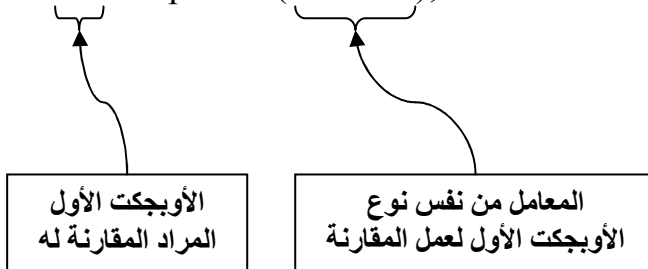 الأوبجكت الأول
المراد المقارنة له
المعامل من نفس نوع
الأوبجكت الأول لعمل المقارنة